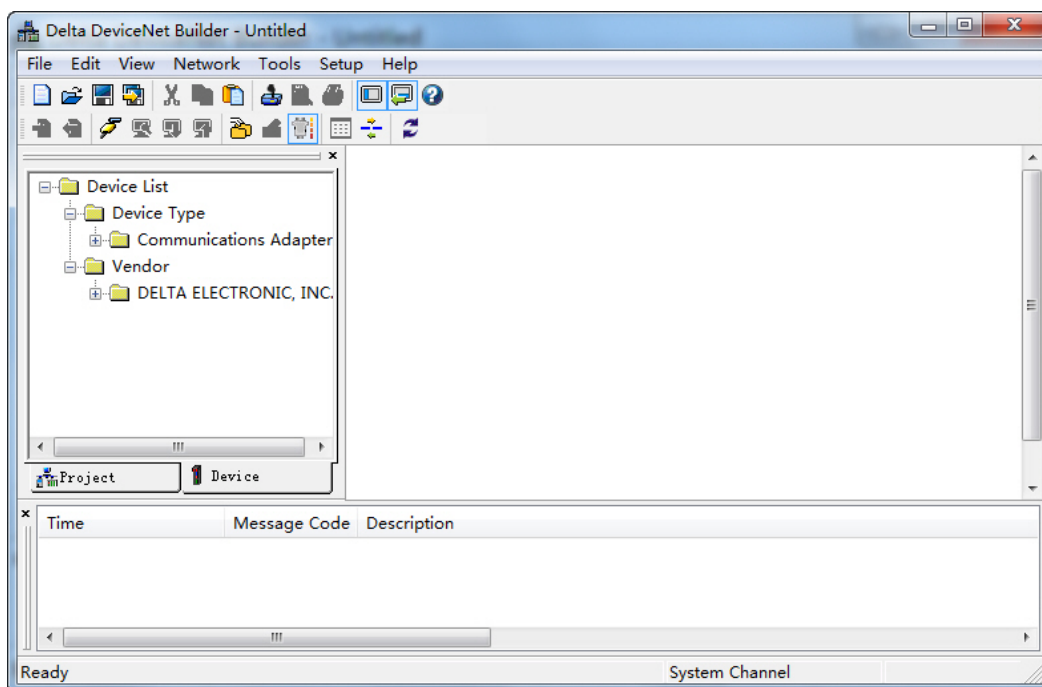 Delta DeviceNet Builder - Untitled
File Edit View Network Tools Setup Help
Device List
Device Type
Communications Adapter
Vendor
DELTA ELECTRONIC, INC.
Project Device
Time Message Code Description
Ready System Channel